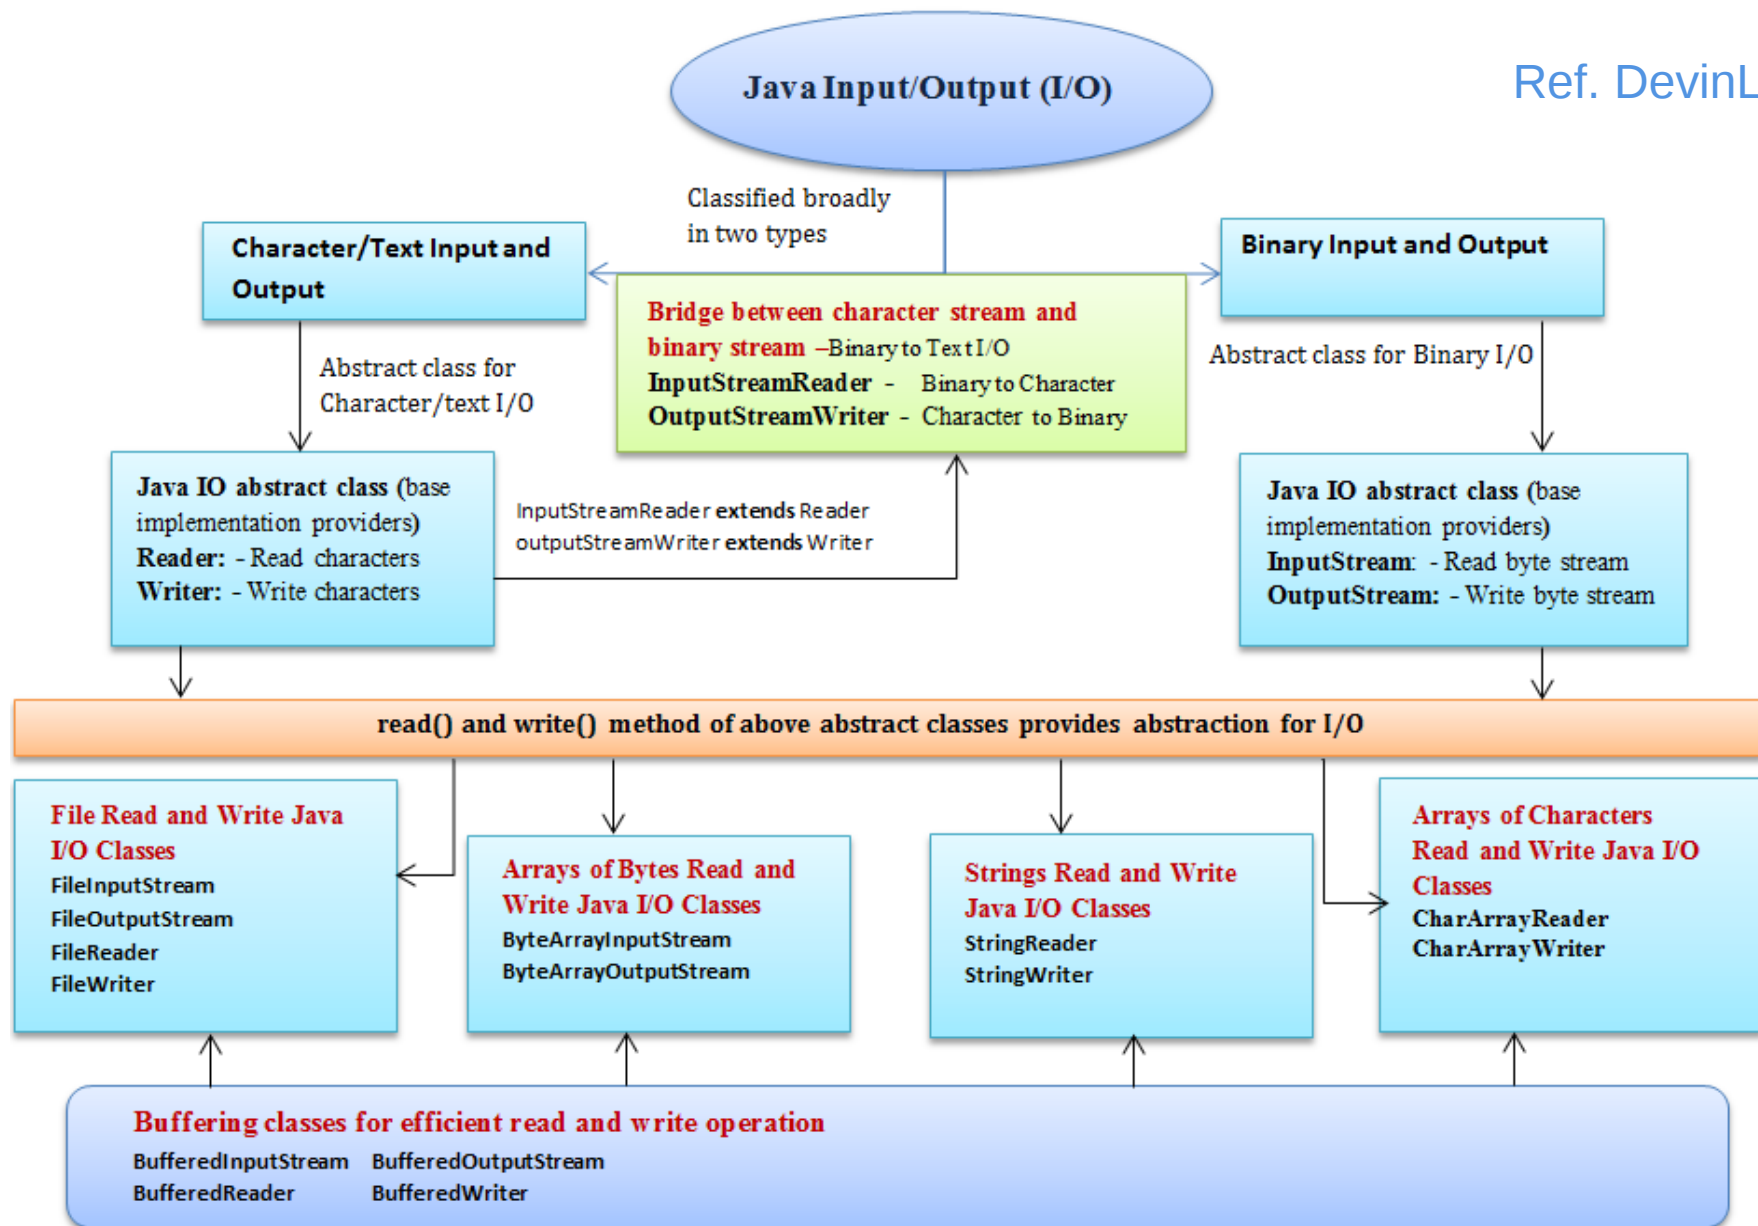 Java Input/Output (I/O)
Ref. DevinL
Classified broadly
in two types
Character/Text Input and
Output
Binary Input and Output
Bridge between character stream and
binary stream –Binary to Text I/O
InputStreamReader - Binary to Character
OutputStreamWriter - Character to Binary
Abstract class for
Character/text I/O
Abstract class for Binary I/O
Java IO abstract class (base
implementation providers)
Reader: - Read characters
Writer: - Write characters
InputStreamReader extends Reader
outputStreamWriter extends Writer
Java IO abstract class (base
implementation providers)
InputStream: - Read byte stream
OutputStream: - Write byte stream
read() and write() method of above abstract classes provides abstraction for I/O
File Read and Write Java
I/O Classes
FileInputStream
FileOutputStream
FileReader
FileWriter
Arrays of Bytes Read and
Write Java I/O Classes
ByteArrayInputStream
ByteArrayOutputStream
Strings Read and Write
Java I/O Classes
StringReader
StringWriter
Arrays of Characters
Read and Write Java I/O
Classes
CharArrayReader
CharArrayWriter
Buffering classes for efficient read and write operation
BufferedInputStream BufferedOutputStream
BufferedReader BufferedWriter